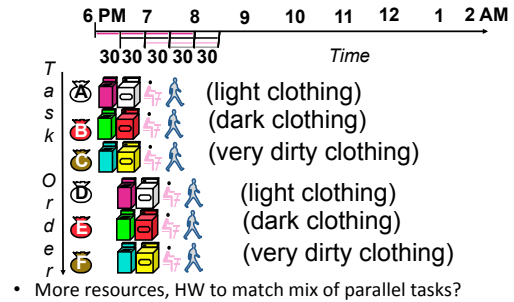 6 PM 7 8 9 10 11 12 1 2 AM
30 30 30 30 30 Time
Task Order
A (light clothing)
B (dark clothing)
C (very dirty clothing)
D (light clothing)
E (dark clothing)
F (very dirty clothing)
• More resources, HW to match mix of parallel tasks?